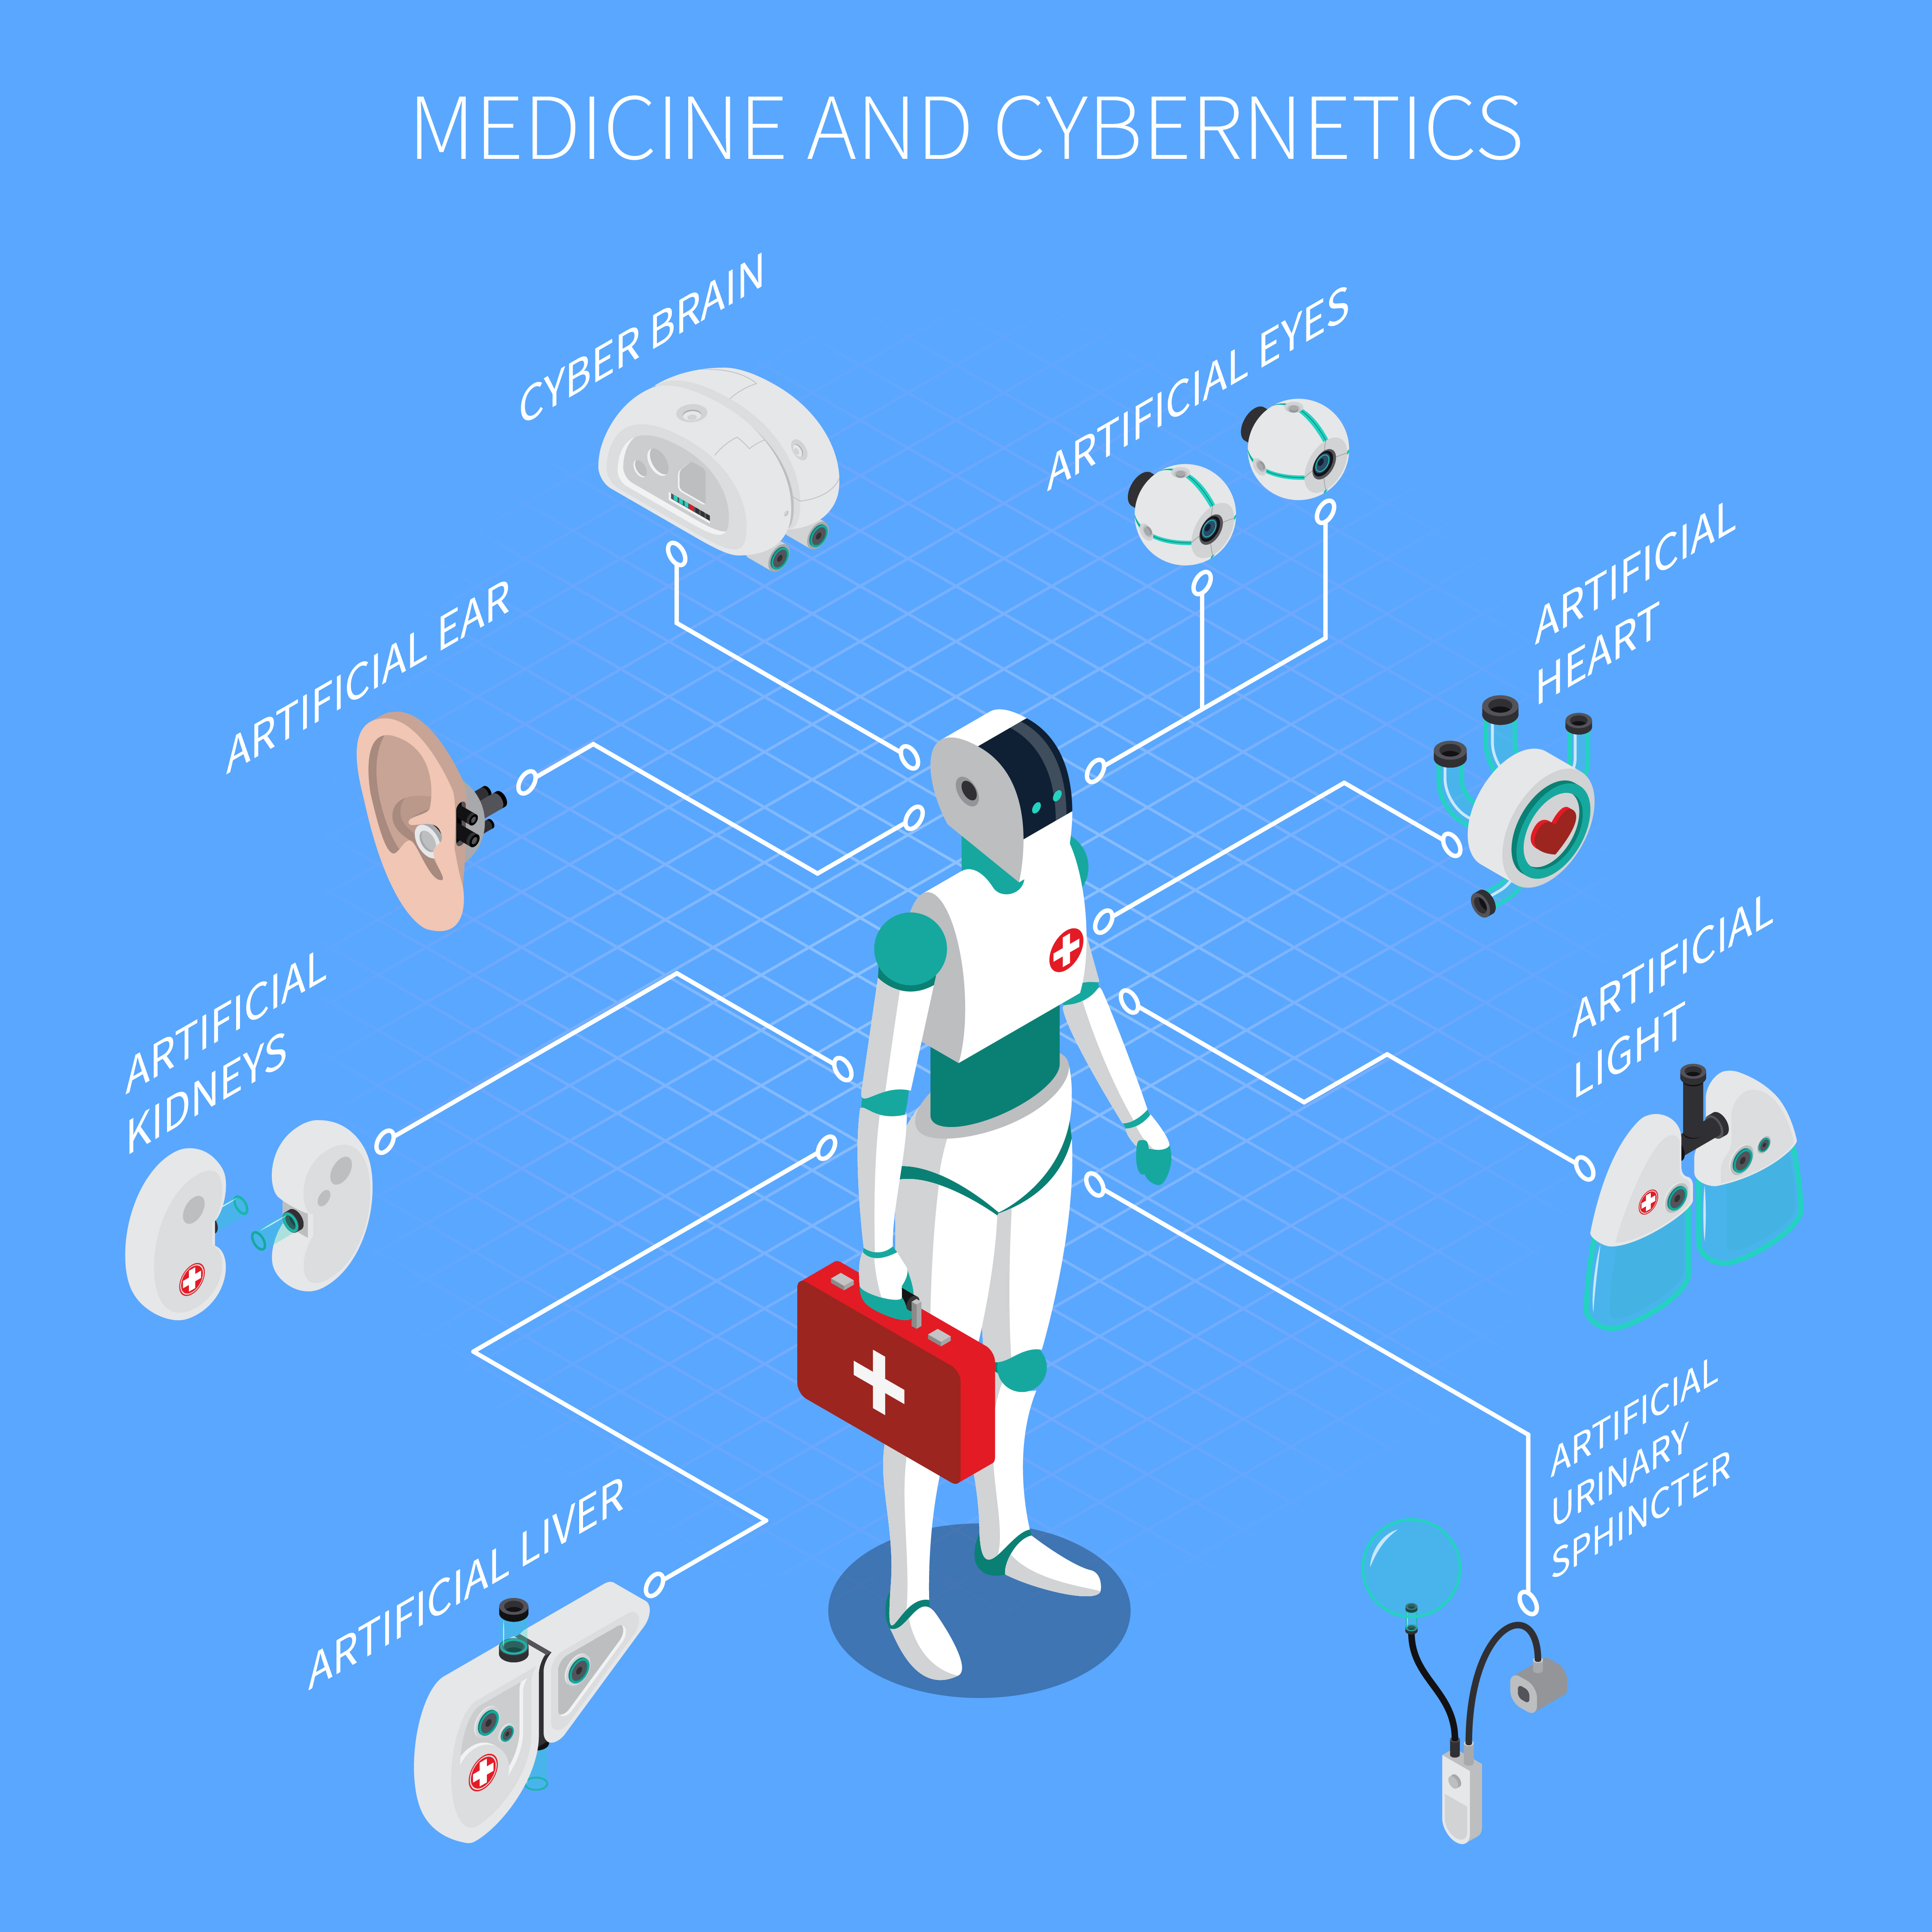 MEDICINE AND CYBERNETICS
CYBER BRAIN
ARTIFICIAL EYES
ARTIFICIAL EAR
ARTIFICIAL
HEART
ARTIFICIAL
KIDNEYS
ARTIFICIAL
LIGHT
ARTIFICIAL LIVER
ARTIFICIAL
URINARY
SPHINCTER